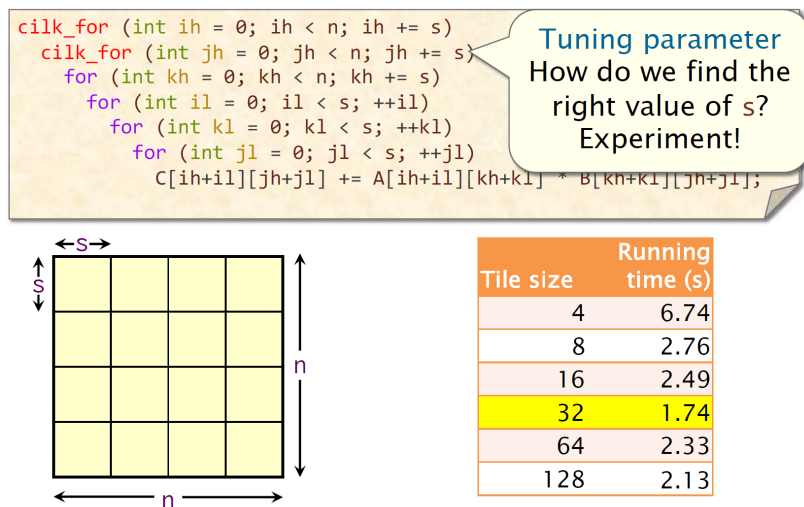 cilk_for (int ih = 0; ih < n; ih += s)
cilk_for (int jh = 0; jh < n; jh += s)
for (int kh = 0; kh < n; kh += s)
for (int il = 0; il < s; ++il)
for (int kl = 0; kl < s; ++kl)
for (int jl = 0; jl < s; ++jl)
C[ih+il][jh+jl] += A[ih+il][kh+kl] * B[kh+kl][jh+jl];
Tuning parameter
How do we find the
right value of s?
Experiment!
s
s
n
n
Tile size Running time (s)
4 6.74
8 2.76
16 2.49
32 1.74
64 2.33
128 2.13